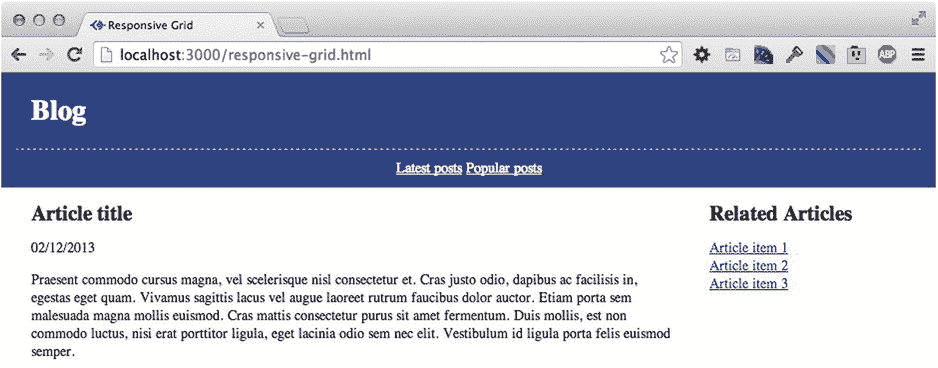 Responsive Grid
localhost:3000/responsive-grid.html
ABP
Blog
Latest posts Popular posts
Article title
02/12/2013
Praesent commodo cursus magna, vel scelerisque nisl consectetur et. Cras justo odio, dapibus ac facilisis in,
egestas eget quam. Vivamus sagittis lacus vel augue laoreet rutrum faucibus dolor auctor. Etiam porta sem
malesuada magna mollis euismod. Cras mattis consectetur purus sit amet fermentum. Duis mollis, est non
commodo luctus, nisi erat porttitor ligula, eget lacinia odio sem nec elit. Vestibulum id ligula porta felis euismod
semper.
Related Articles
Article item 1
Article item 2
Article item 3